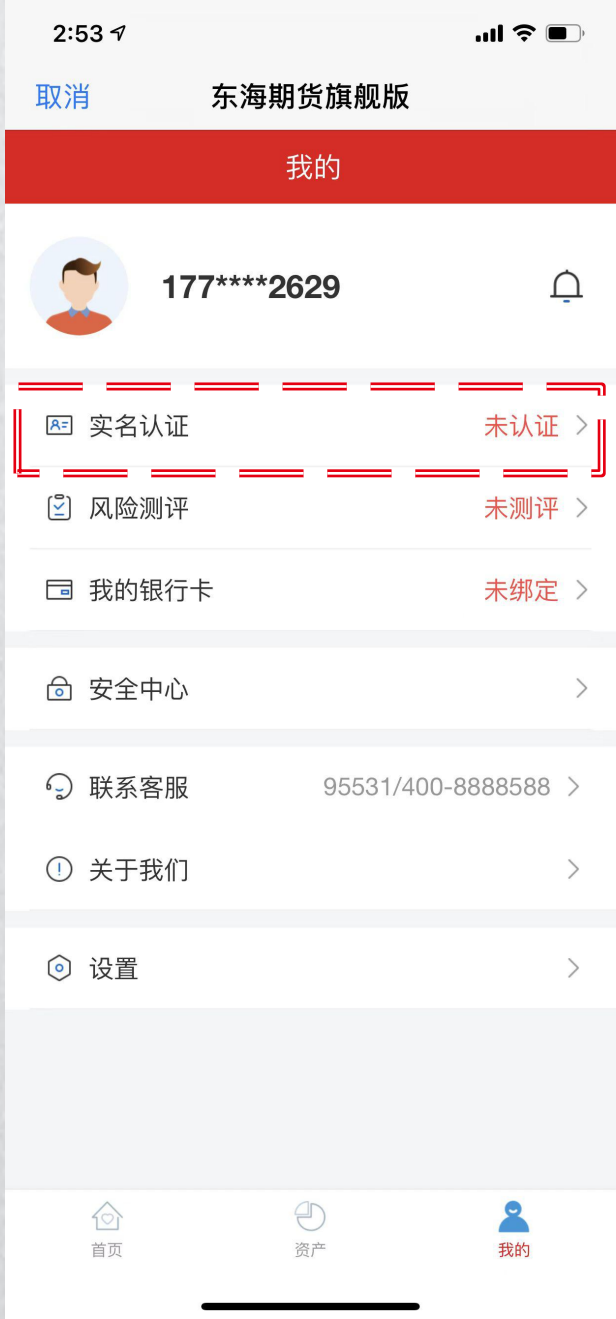 2:53
取消 东海期货旗舰版
我的
177****2629
实名认证 未认证
风险测评 未测评
我的银行卡 未绑定
安全中心
联系客服 95531/400-8888588
关于我们
设置
首页 资产 我的